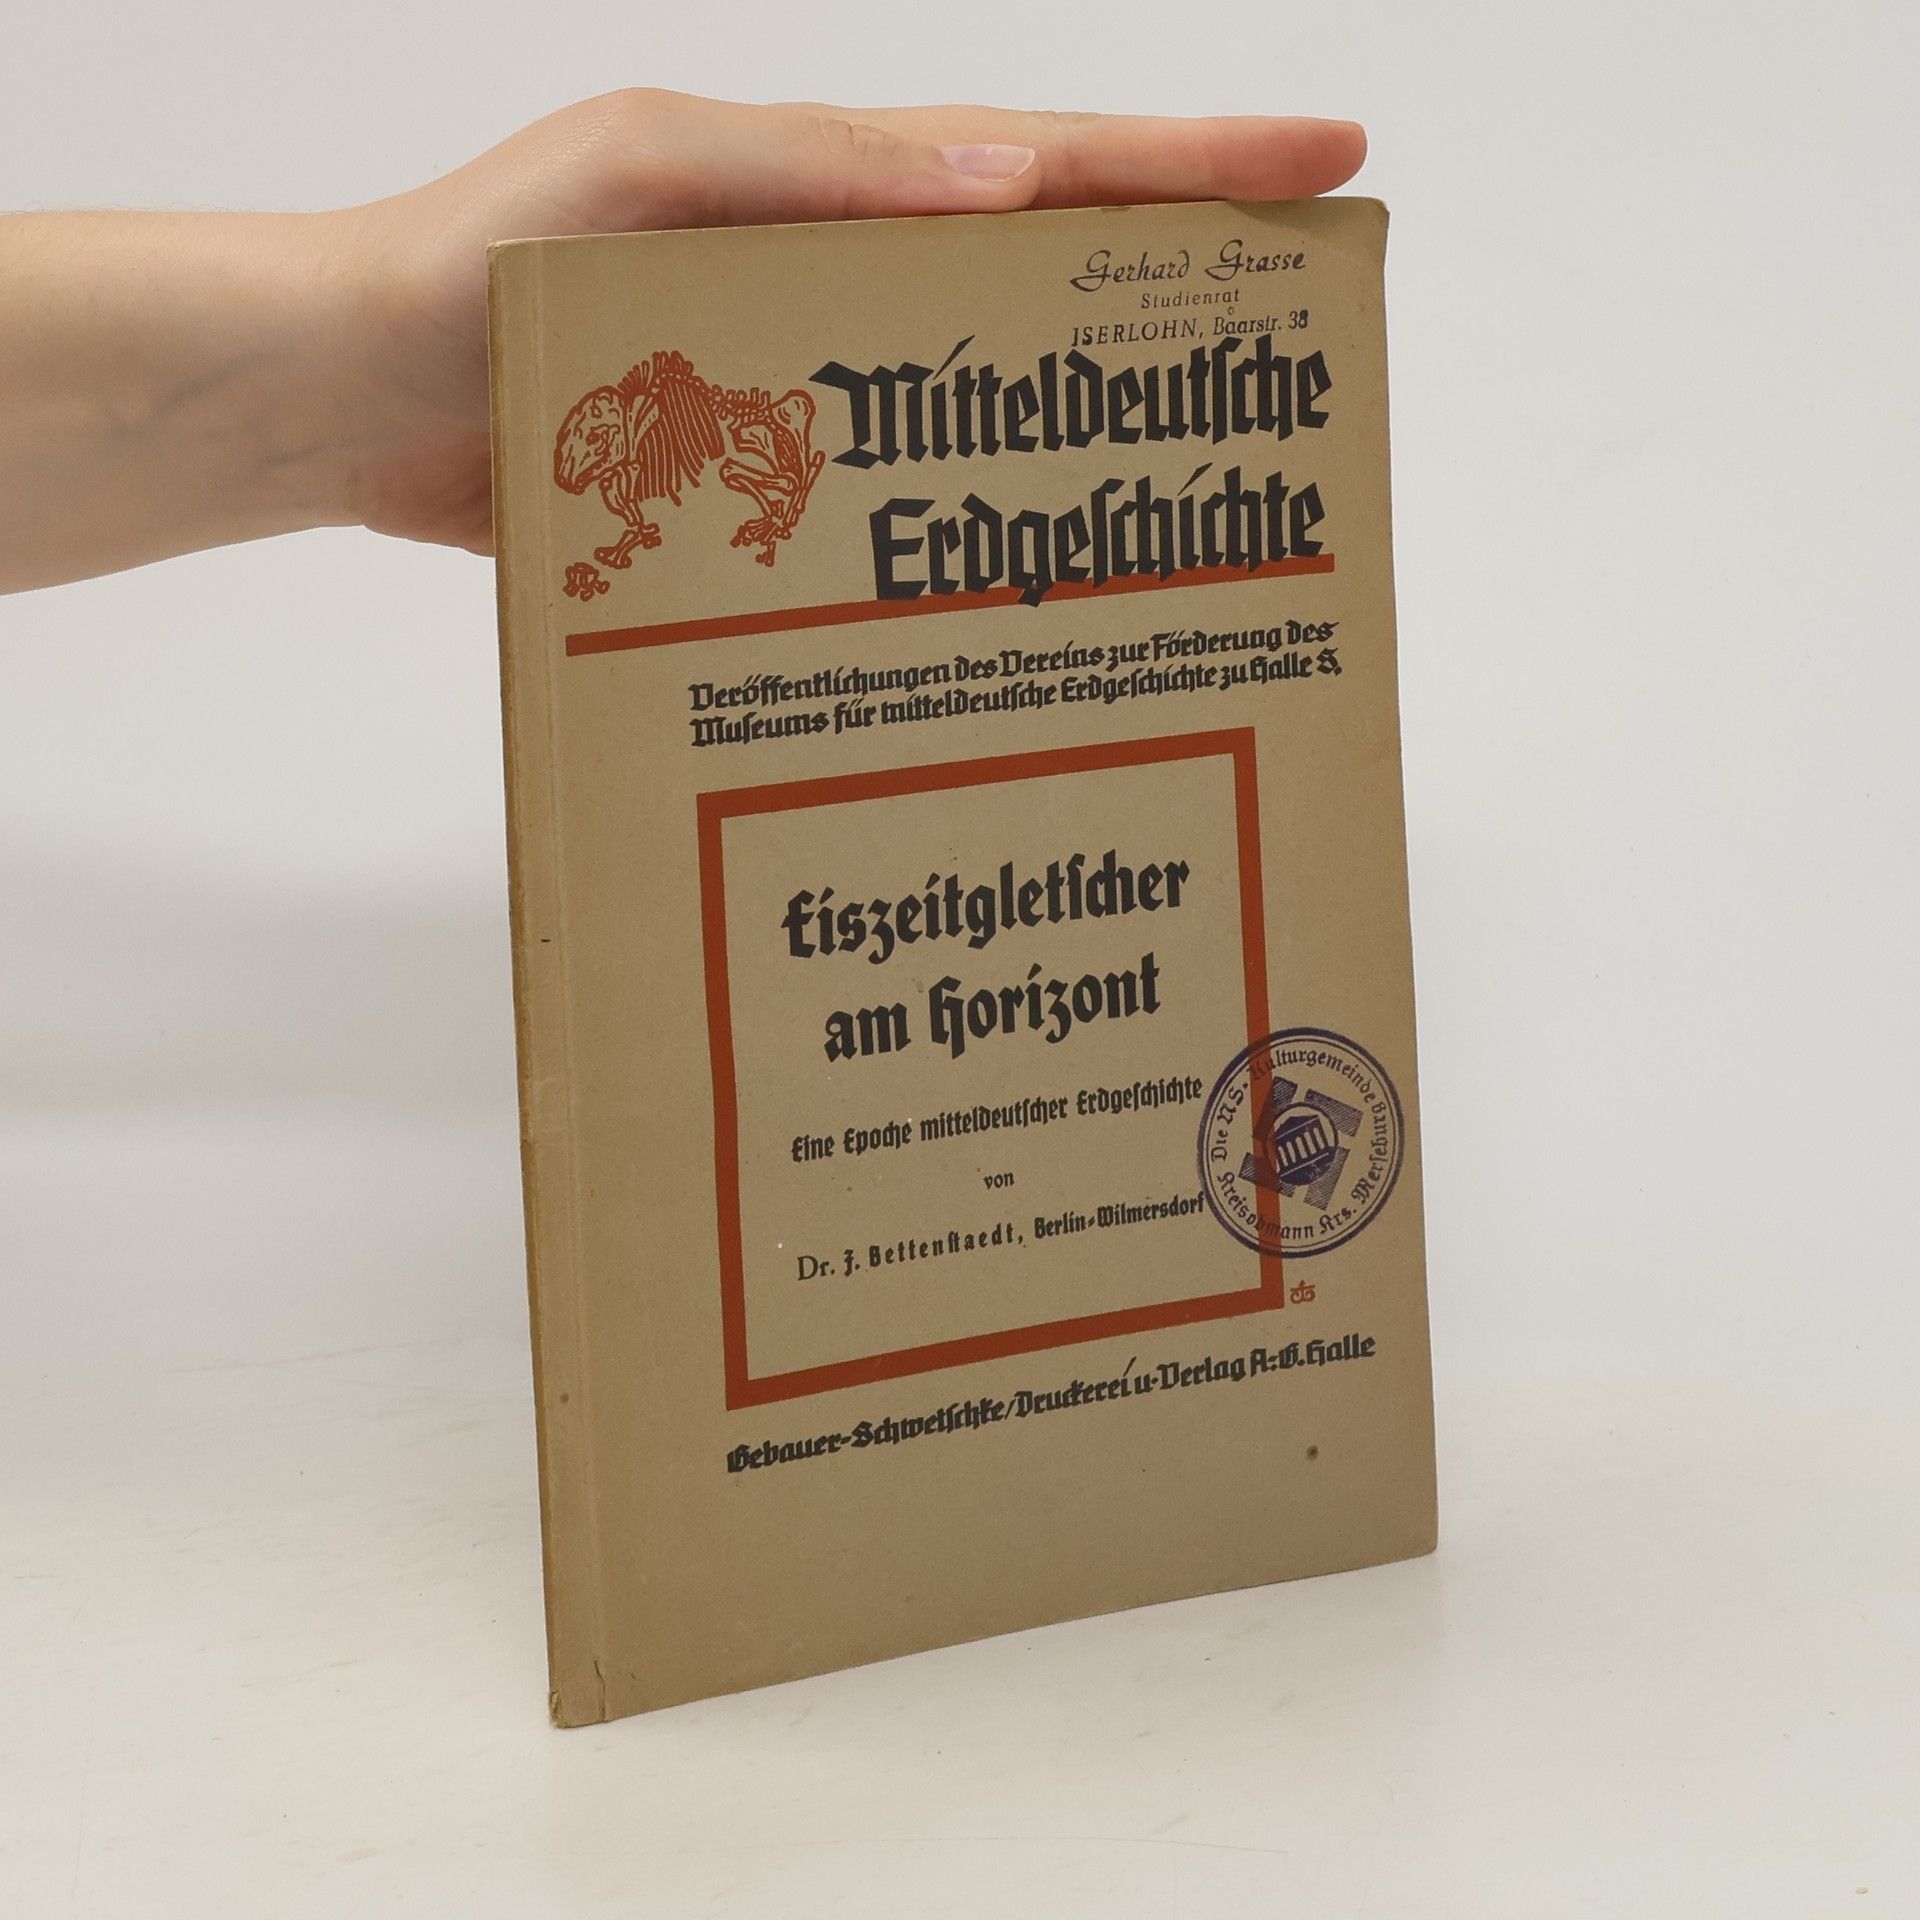 Gerhard Grasse
Studienrat
ISERLOHN, Baarstr. 38
Mitteldeutſche
Erdgeſchichte
Veröffentlichungen des Vereins zur Förderung des
Muſeums für mitteldeutſche Erdgeſchichte zu Halle S.
Eiszeitgletſcher
am Horizont
Eine Epoche mitteldeutſcher Erdgeſchichte
von
Dr. F. Bettenſtaedt, Berlin-Wilmersdorf
Die NS-Kulturgemeinde
Kreisobmann Krs. Merſeburg
Gebauer-Schwetſchke/Druckerei u. Verlag A.-G. Halle